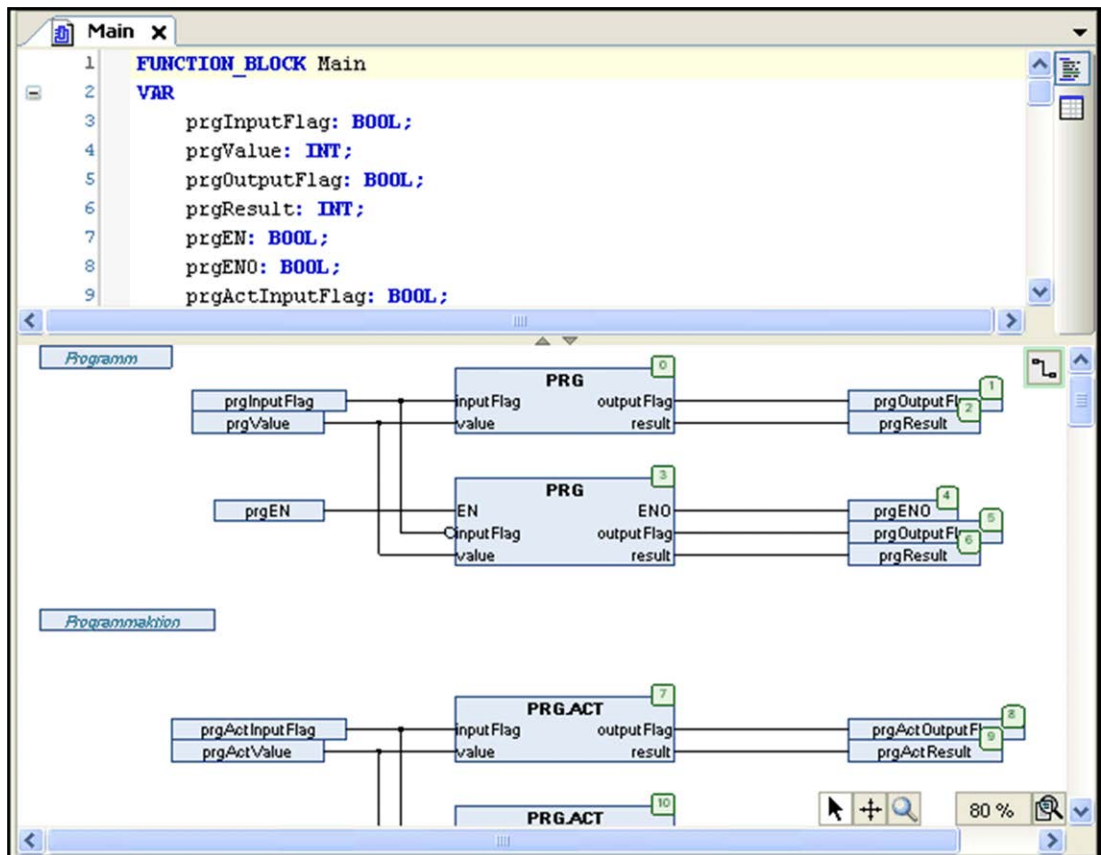 Main
1 FUNCTION_BLOCK Main
2 VAR
3 prgInputFlag: BOOL;
4 prgValue: INT;
5 prgOutputFlag: BOOL;
6 prgResult: INT;
7 prgEN: BOOL;
8 prgENO: BOOL;
9 prgActInputFlag: BOOL;
Programm
0
PRG
1
prgInputFlag inputFlag outputFlag prgOutputFl
2
prgValue value result prgResult
3
PRG
4
prgEN EN ENO prgENO
5
inputFlag outputFlag prgOutputFl
6
value result prgResult
Programmaktion
7
PRG.ACT
8
prgActInputFlag inputFlag outputFlag prgActOutputF
9
prgActValue value result prgActResult
10
PRG.ACT
80 %